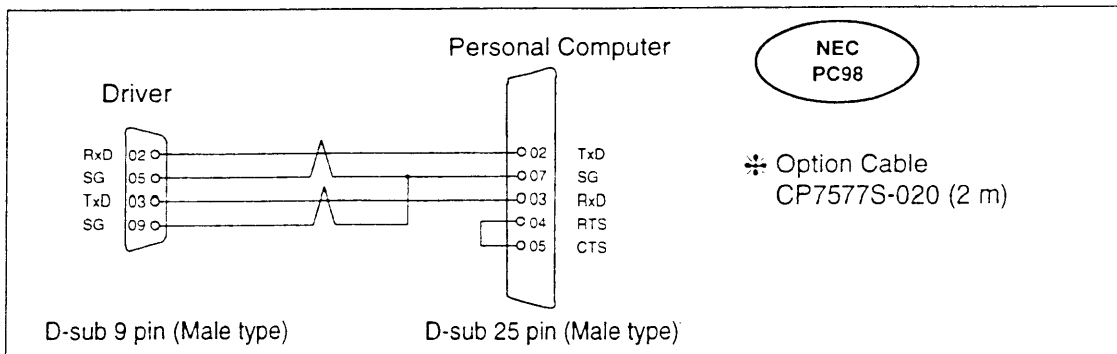 Personal Computer
NEC
PC98
Driver
RxD 02 02 TxD
SG 05 07 SG
TxD 03 03 RxD
SG 09 04 RTS
05 CTS
※ Option Cable
CP7577S-020 (2 m)
D-sub 9 pin (Male type)
D-sub 25 pin (Male type)